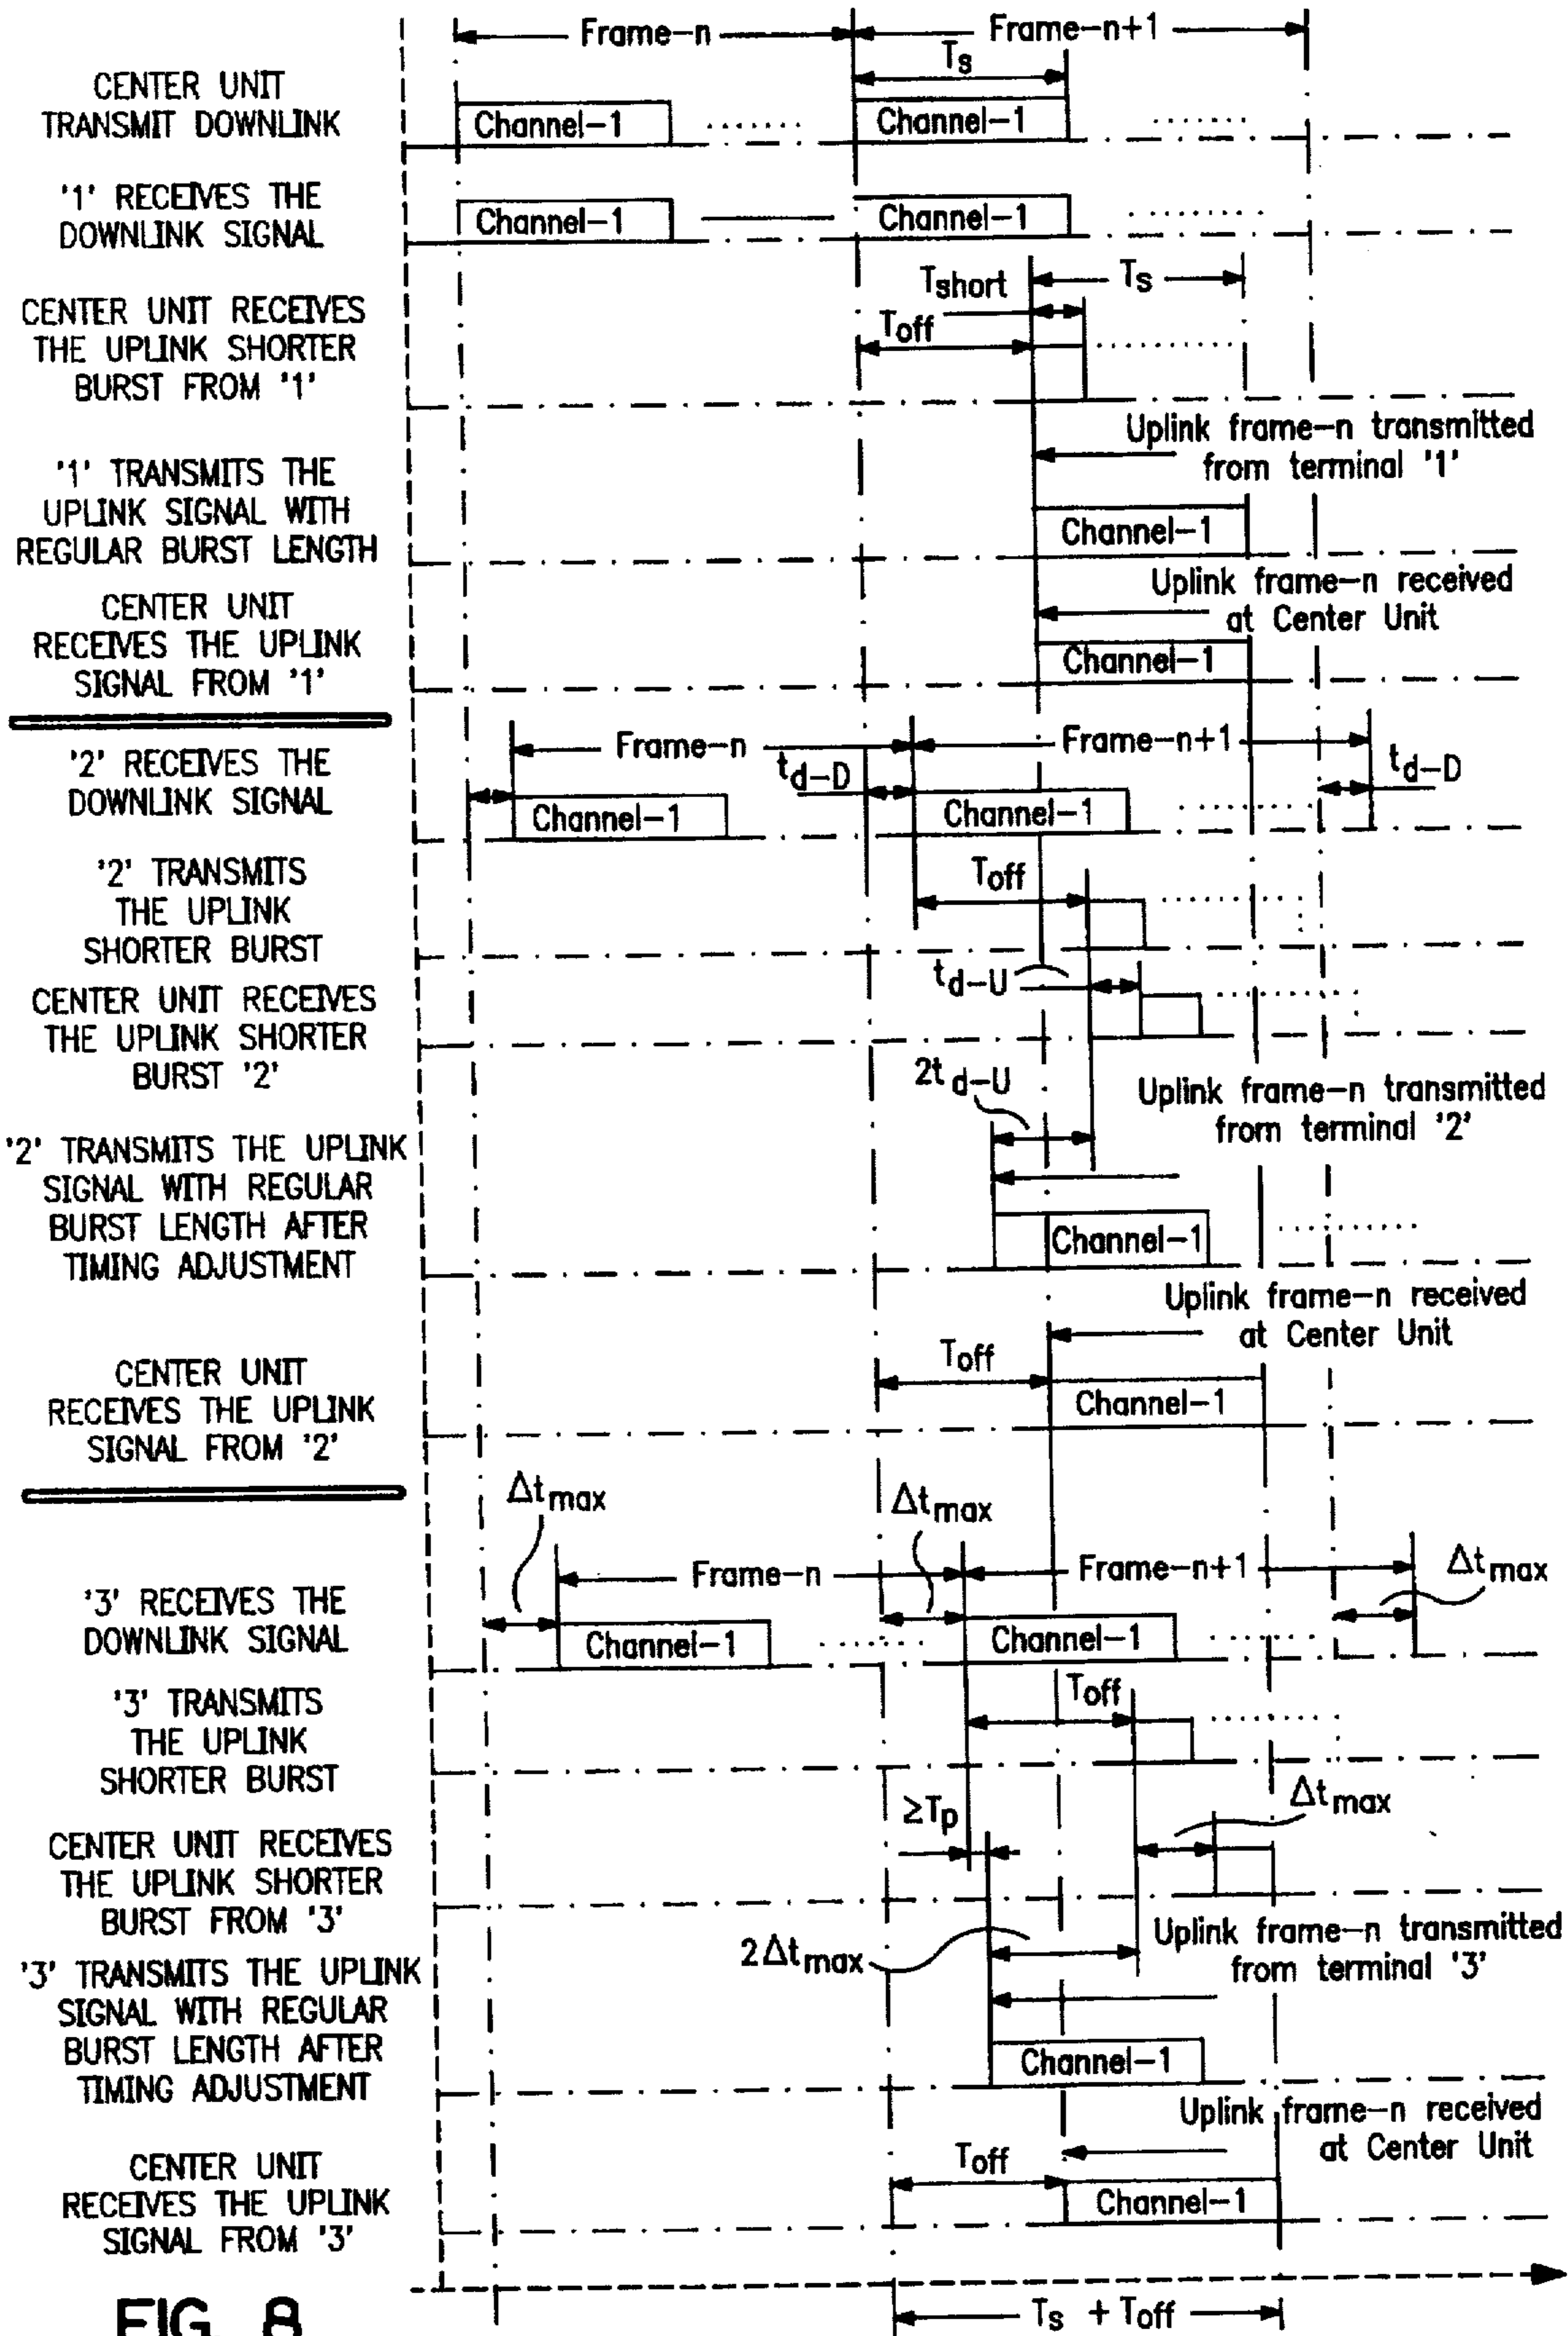 Frame-n
Frame-n+1
CENTER UNIT
TRANSMIT DOWNLINK
Ts
Channel-1
Channel-1
'1' RECEIVES THE
DOWNLINK SIGNAL
Channel-1
Channel-1
CENTER UNIT RECEIVES
THE UPLINK SHORTER
BURST FROM '1'
Tshort
Ts
Toff
'1' TRANSMITS THE
UPLINK SIGNAL WITH
REGULAR BURST LENGTH
Uplink frame-n transmitted
from terminal '1'
Channel-1
CENTER UNIT
RECEIVES THE UPLINK
SIGNAL FROM '1'
Uplink frame-n received
at Center Unit
Channel-1
'2' RECEIVES THE
DOWNLINK SIGNAL
Frame-n
Frame-n+1
td-D
td-D
Channel-1
Channel-1
'2' TRANSMITS
THE UPLINK
SHORTER BURST
Toff
CENTER UNIT RECEIVES
THE UPLINK SHORTER
BURST '2'
td-U
2td-U
'2' TRANSMITS THE UPLINK
SIGNAL WITH REGULAR
BURST LENGTH AFTER
TIMING ADJUSTMENT
Uplink frame-n transmitted
from terminal '2'
Channel-1
CENTER UNIT
RECEIVES THE UPLINK
SIGNAL FROM '2'
Uplink frame-n received
at Center Unit
Toff
Channel-1
Δtmax
Δtmax
Δtmax
'3' RECEIVES THE
DOWNLINK SIGNAL
Frame-n
Frame-n+1
Channel-1
Channel-1
'3' TRANSMITS
THE UPLINK
SHORTER BURST
Toff
CENTER UNIT RECEIVES
THE UPLINK SHORTER
BURST FROM '3'
≥Tp
Δtmax
'3' TRANSMITS THE UPLINK
SIGNAL WITH REGULAR
BURST LENGTH AFTER
TIMING ADJUSTMENT
2Δtmax
Uplink frame-n transmitted
from terminal '3'
Channel-1
CENTER UNIT
RECEIVES THE UPLINK
SIGNAL FROM '3'
Uplink frame-n received
at Center Unit
Toff
Channel-1
FIG. 8
Ts + Toff